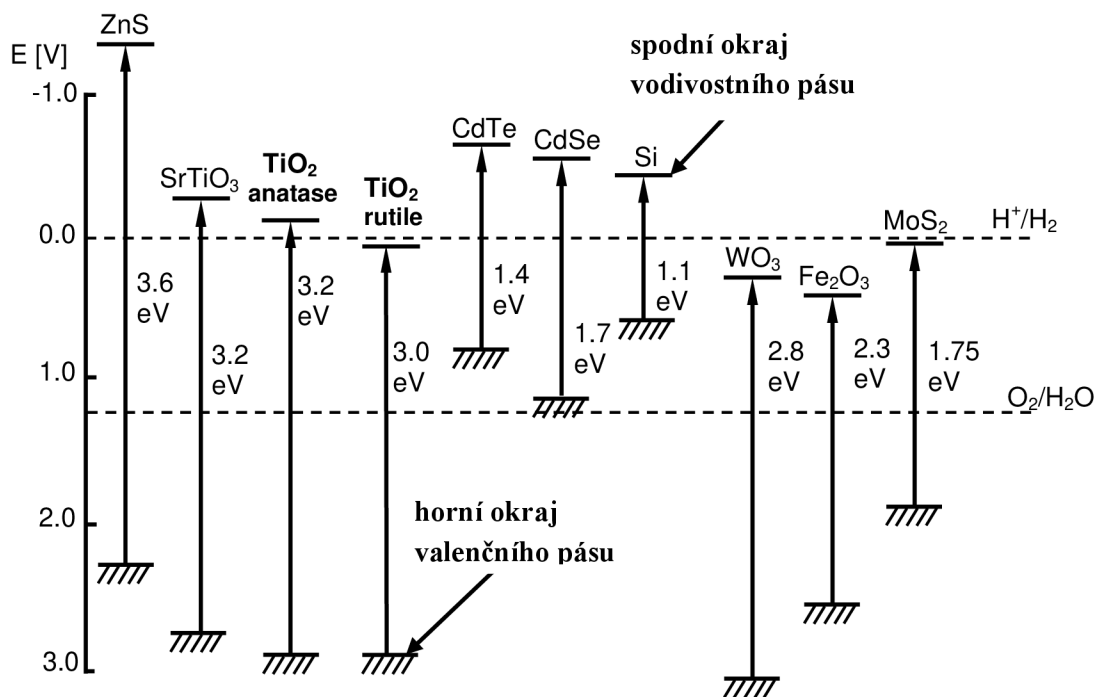 ZnS
E [V]
spodní okraj
vodivostního pásu
-1.0
CdTe
CdSe
Si
SrTiO₃
TiO₂
anatase
TiO₂
rutile
MoS₂
H⁺/H₂
0.0
WO₃
Fe₂O₃
3.6
eV
3.2
eV
1.4
eV
1.1
eV
3.2
eV
3.0
eV
1.7
eV
2.8
eV
2.3
eV
1.75
eV
1.0
O₂/H₂O
2.0
horní okraj
valenčního pásu
3.0